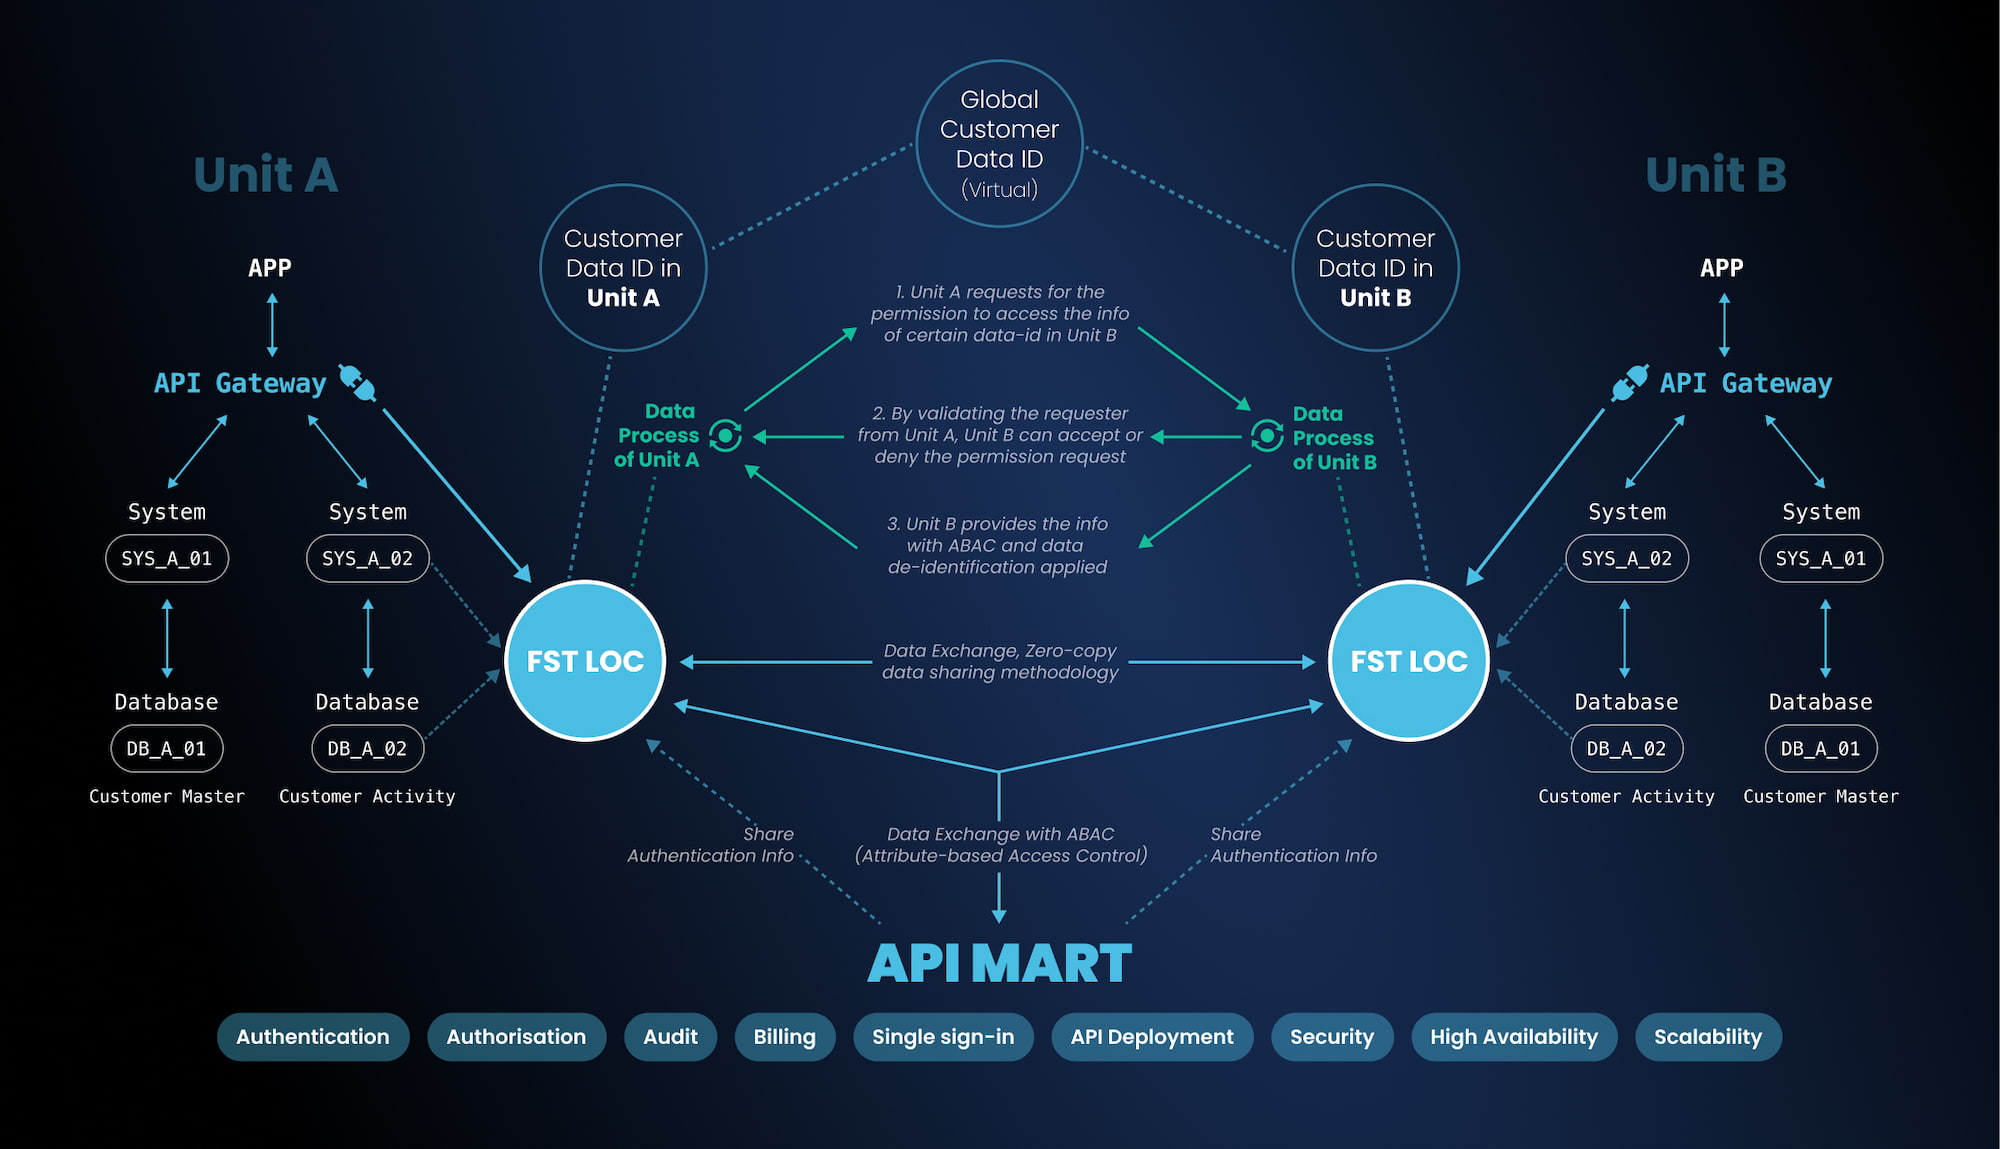 Global
Customer
Data ID
(Virtual)
Unit A
Unit B
Customer
Data ID in
Unit A
Customer
Data ID in
Unit B
APP
API Gateway
System
SYS_A_01
System
SYS_A_02
Database
DB_A_01
Customer Master
Database
DB_A_02
Customer Activity
1. Unit A requests for the
permission to access the info
of certain data-id in Unit B
Data
Process
of Unit A
2. By validating the requester
from Unit A, Unit B can accept or
deny the permission request
Data
Process
of Unit B
3. Unit B provides the info
with ABAC and data
de-identification applied
FST LOC
Data Exchange, Zero-copy
data sharing methodology
FST LOC
APP
API Gateway
System
SYS_A_02
System
SYS_A_01
Database
DB_A_02
Customer Activity
Database
DB_A_01
Customer Master
Share
Authentication Info
Data Exchange with ABAC
(Attribute-based Access Control)
Share
Authentication Info
API MART
Authentication
Authorisation
Audit
Billing
Single sign-in
API Deployment
Security
High Availability
Scalability